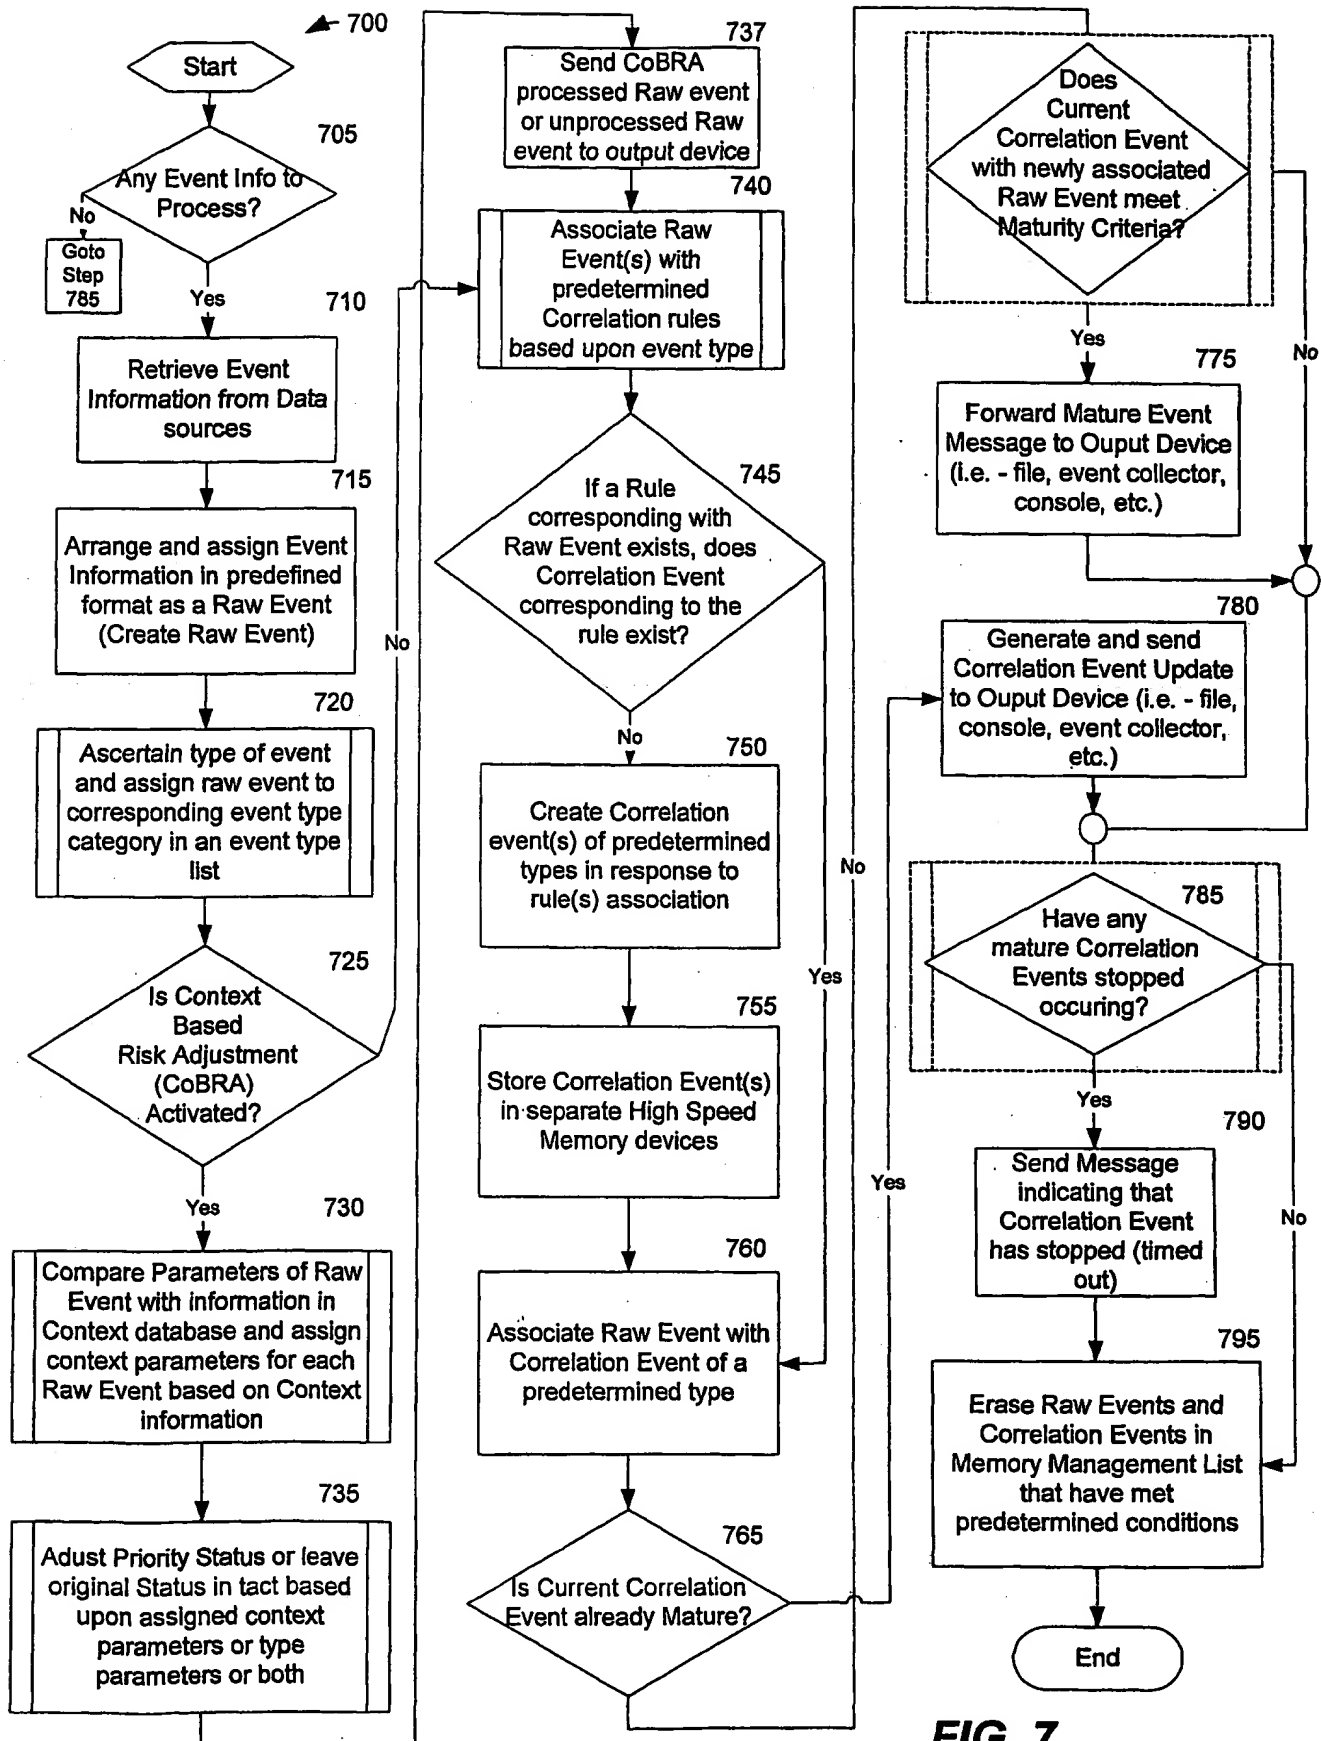 700
Start
705
Any Event Info to
Process?
No
Goto
Step
785
Yes
710
Retrieve Event
Information from Data
sources
715
Arrange and assign Event
Information in predefined
format as a Raw Event
(Create Raw Event)
720
Ascertain type of event
and assign raw event to
corresponding event type
category in an event type
list
725
Is Context
Based
Risk Adjustment
(CoBRA)
Activated?
No
Yes
730
Compare Parameters of Raw
Event with information in
Context database and assign
context parameters for each
Raw Event based on Context
information
735
Adust Priority Status or leave
original Status in tact based
upon assigned context
parameters or type
parameters or both
737
Send CoBRA
processed Raw event
or unprocessed Raw
event to output device
740
Associate Raw
Event(s) with
predetermined
Correlation rules
based upon event type
745
If a Rule
corresponding with
Raw Event exists, does
Correlation Event
corresponding to the
rule exist?
No
Yes
750
Create Correlation
event(s) of predetermined
types in response to
rule(s) association
755
Store Correlation Event(s)
in separate High Speed
Memory devices
760
Associate Raw Event with
Correlation Event of a
predetermined type
765
Is Current Correlation
Event already Mature?
No
Yes
Does
Current
Correlation Event
with newly associated
Raw Event meet
Maturity Criteria?
Yes
No
775
Forward Mature Event
Message to Ouput Device
(i.e. - file, event collector,
console, etc.)
780
Generate and send
Correlation Event Update
to Ouput Device (i.e. - file,
console, event collector,
etc.)
785
Have any
mature Correlation
Events stopped
occuring?
Yes
No
790
Send Message
indicating that
Correlation Event
has stopped (timed
out)
795
Erase Raw Events and
Correlation Events in
Memory Management List
that have met
predetermined conditions
End
FIG. 7